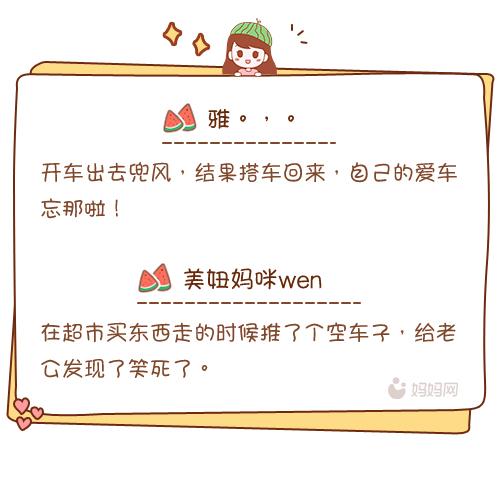 雅。，。
开车出去兜风，结果搭车回来，自己的爱车
忘那啦！
美妞妈咪wen
在超市买东西走的时候推了个空车子，给老
公发现了笑死了。
妈妈网